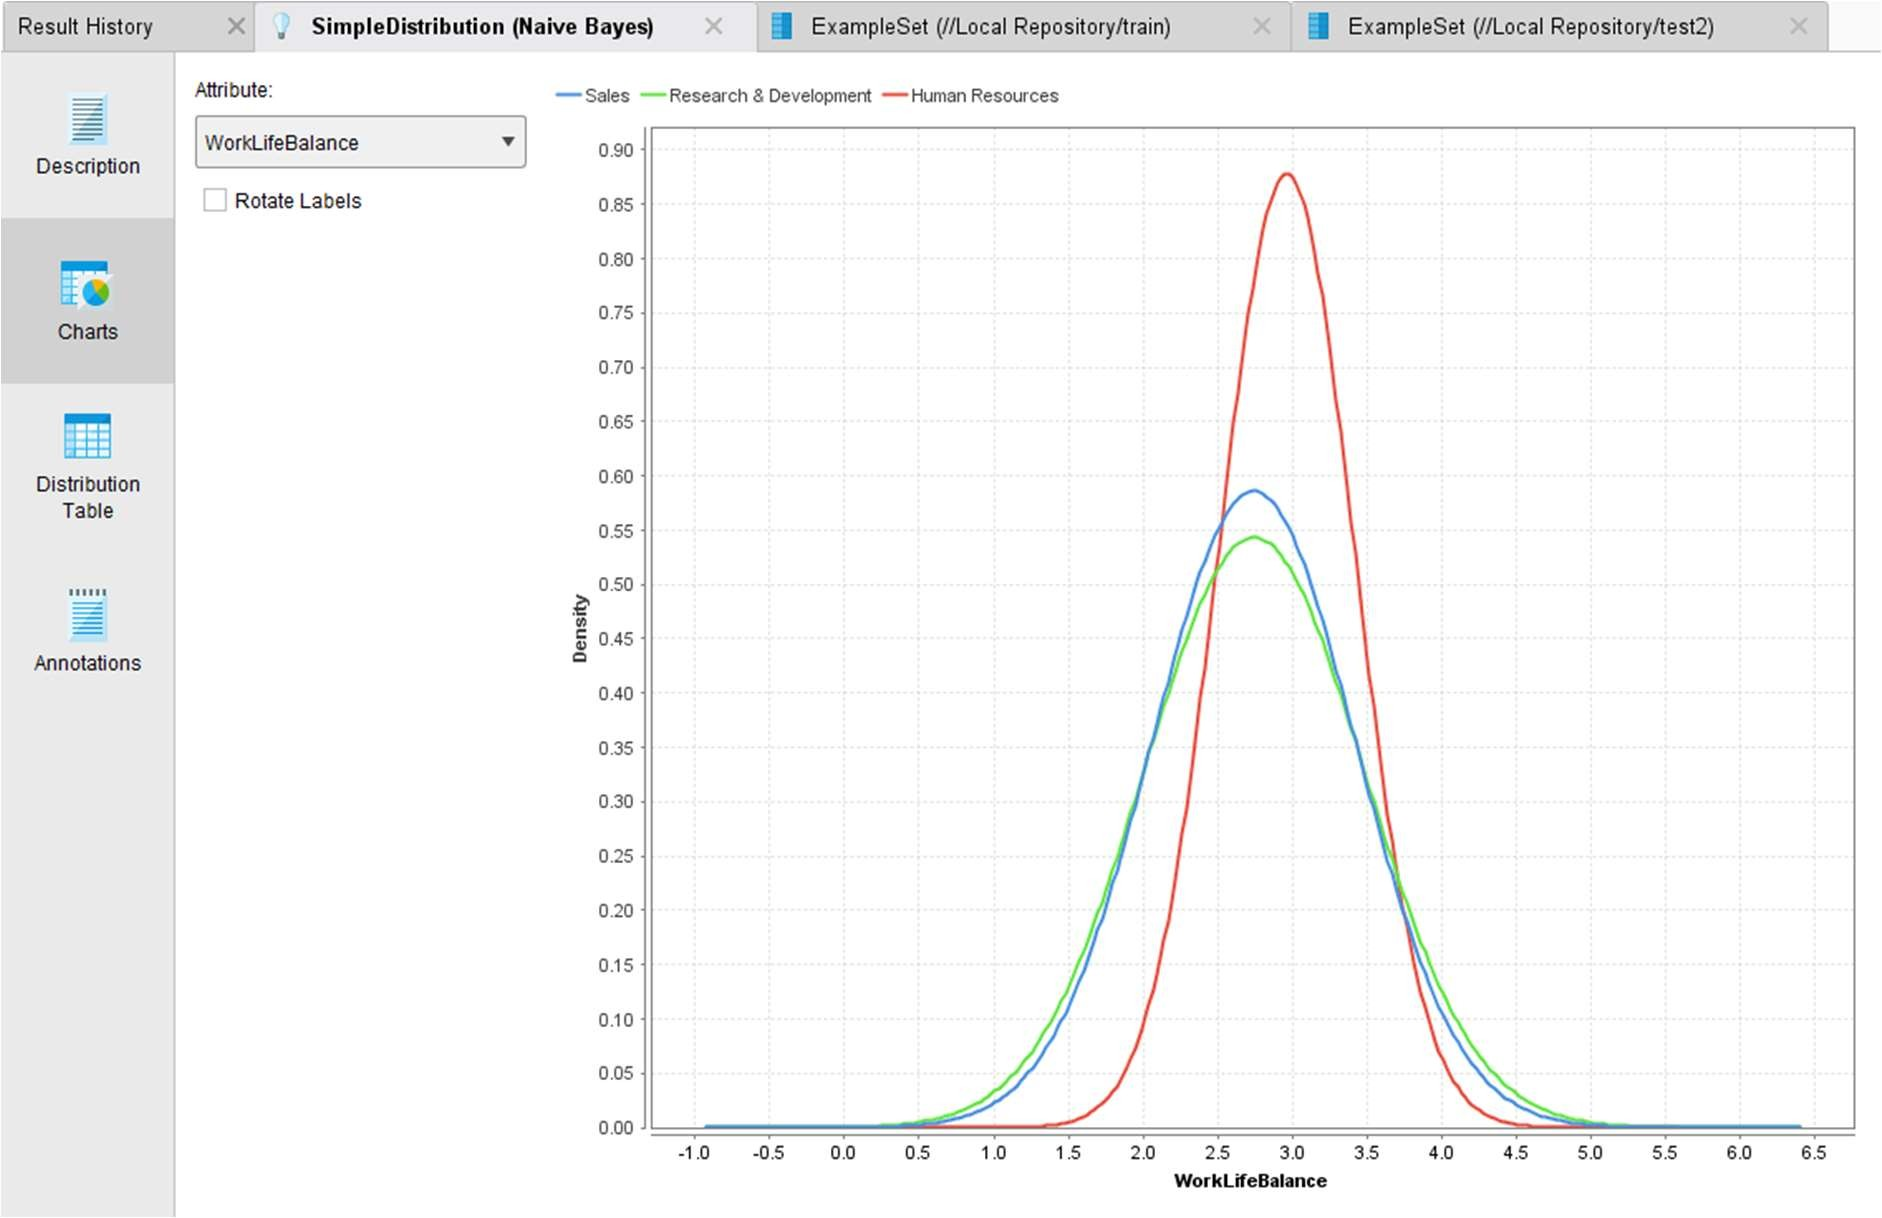 Result History
SimpleDistribution (Naive Bayes)
ExampleSet (//Local Repository/train)
ExampleSet (//Local Repository/test2)
Description
Charts
Distribution
Table
Annotations
Attribute:
WorkLifeBalance
Rotate Labels
Sales Research & Development Human Resources
0.90
0.85
0.80
0.75
0.70
0.65
0.60
0.55
0.50
0.45
0.40
0.35
0.30
0.25
0.20
0.15
0.10
0.05
0.00
Density
-1.0 -0.5 0.0 0.5 1.0 1.5 2.0 2.5 3.0 3.5 4.0 4.5 5.0 5.5 6.0 6.5
WorkLifeBalance